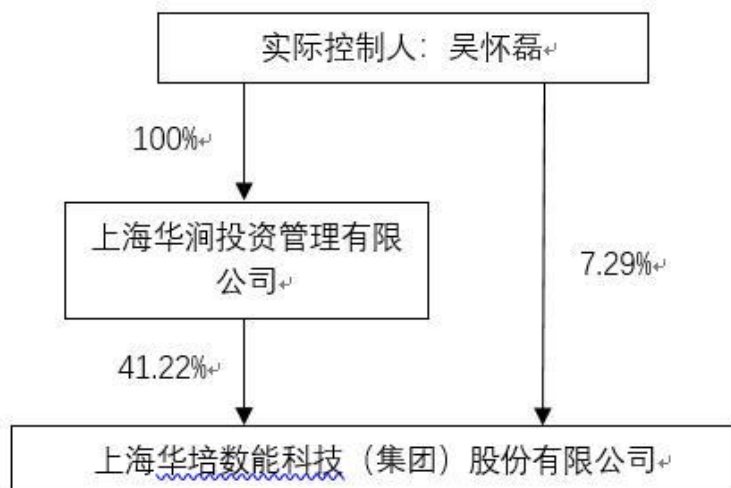 实际控制人：吴怀磊
100%
上海华涧投资管理有限
公司
7.29%
41.22%
上海华培数能科技（集团）股份有限公司